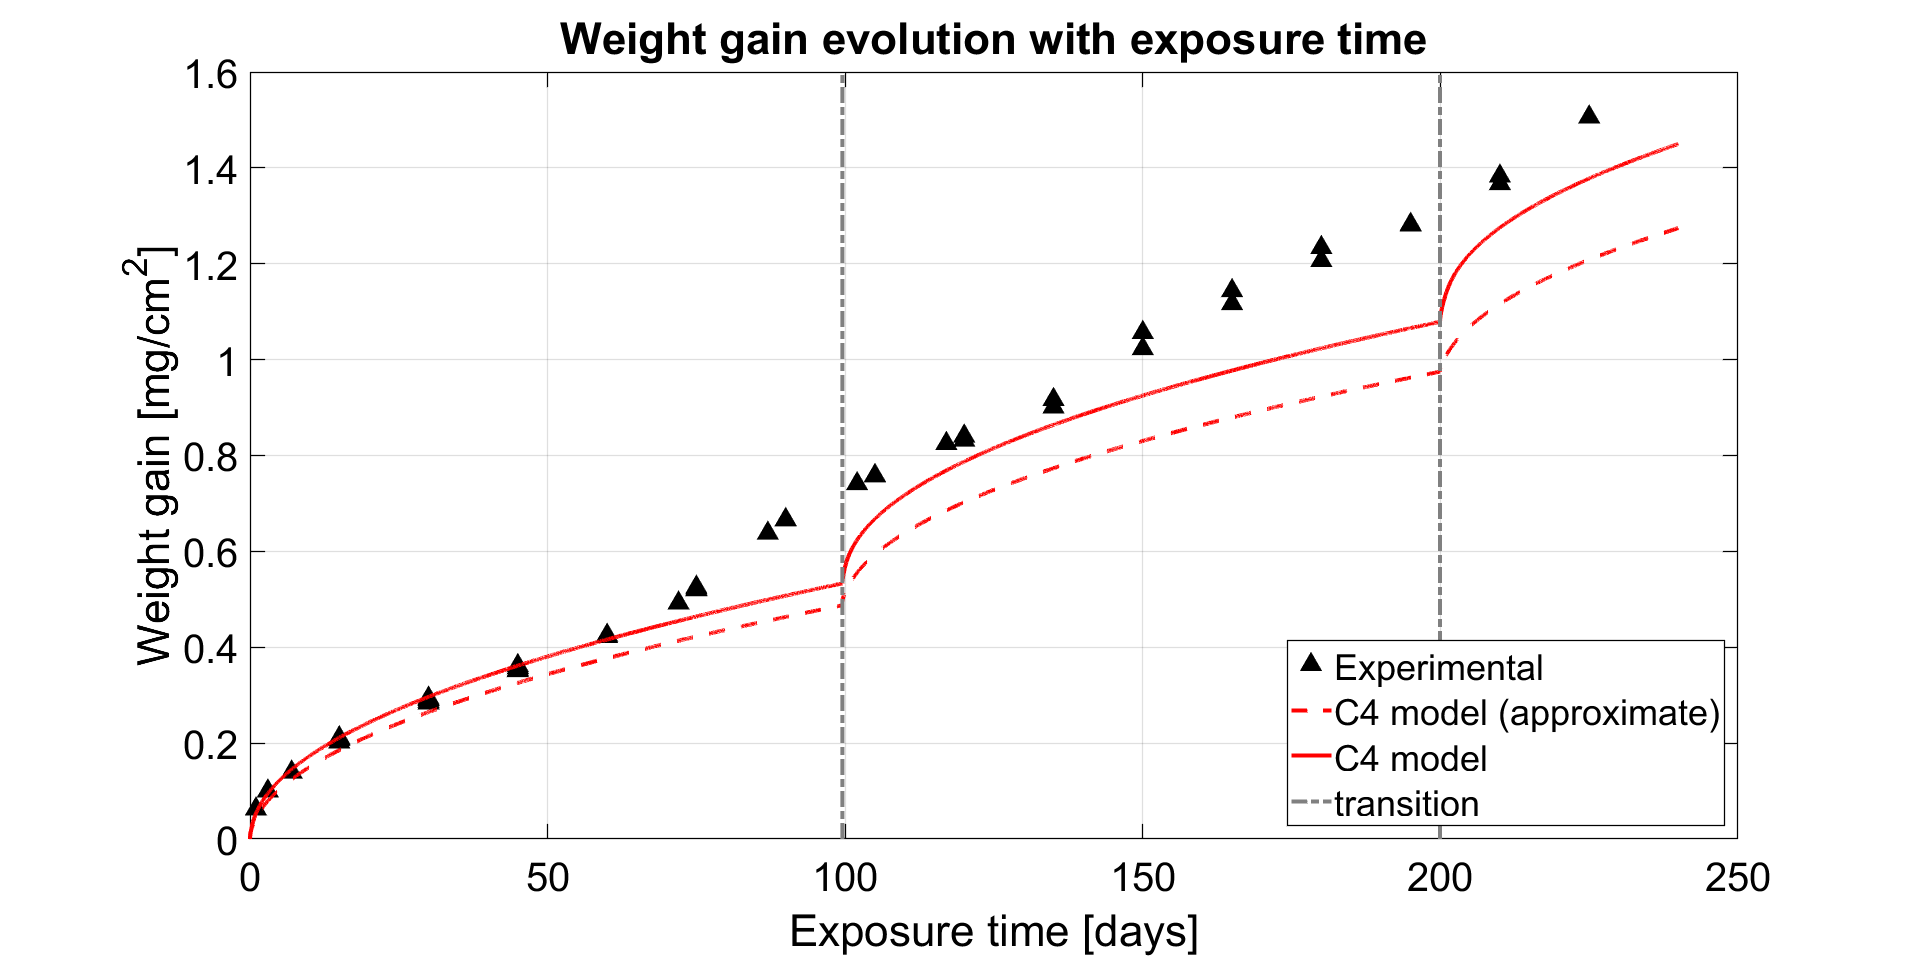 Weight gain evolution with exposure time
1.6
1.4
1.2
1
0.8
0.6
0.4
0.2
0
Weight gain [mg/cm²]
Experimental
C4 model (approximate)
C4 model
transition
0 50 100 150 200 250
Exposure time [days]